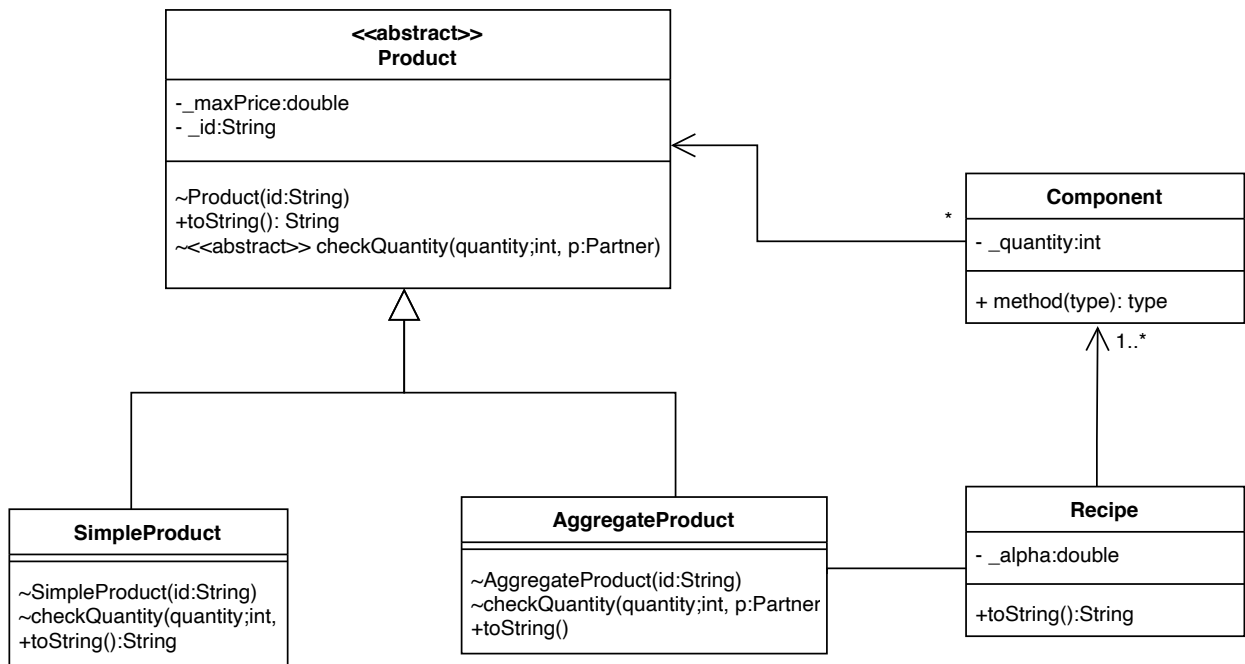 <<abstract>>
Product
-_maxPrice:double
- _id:String
~Product(id:String)
+toString(): String
~<<abstract>> checkQuantity(quantity;int, p:Partner)
*
Component
- _quantity:int
+ method(type): type
1..*
SimpleProduct
~SimpleProduct(id:String)
~checkQuantity(quantity;int,
+toString():String
AggregateProduct
~AggregateProduct(id:String)
~checkQuantity(quantity;int, p:Partner
+toString()
Recipe
- _alpha:double
+toString():String